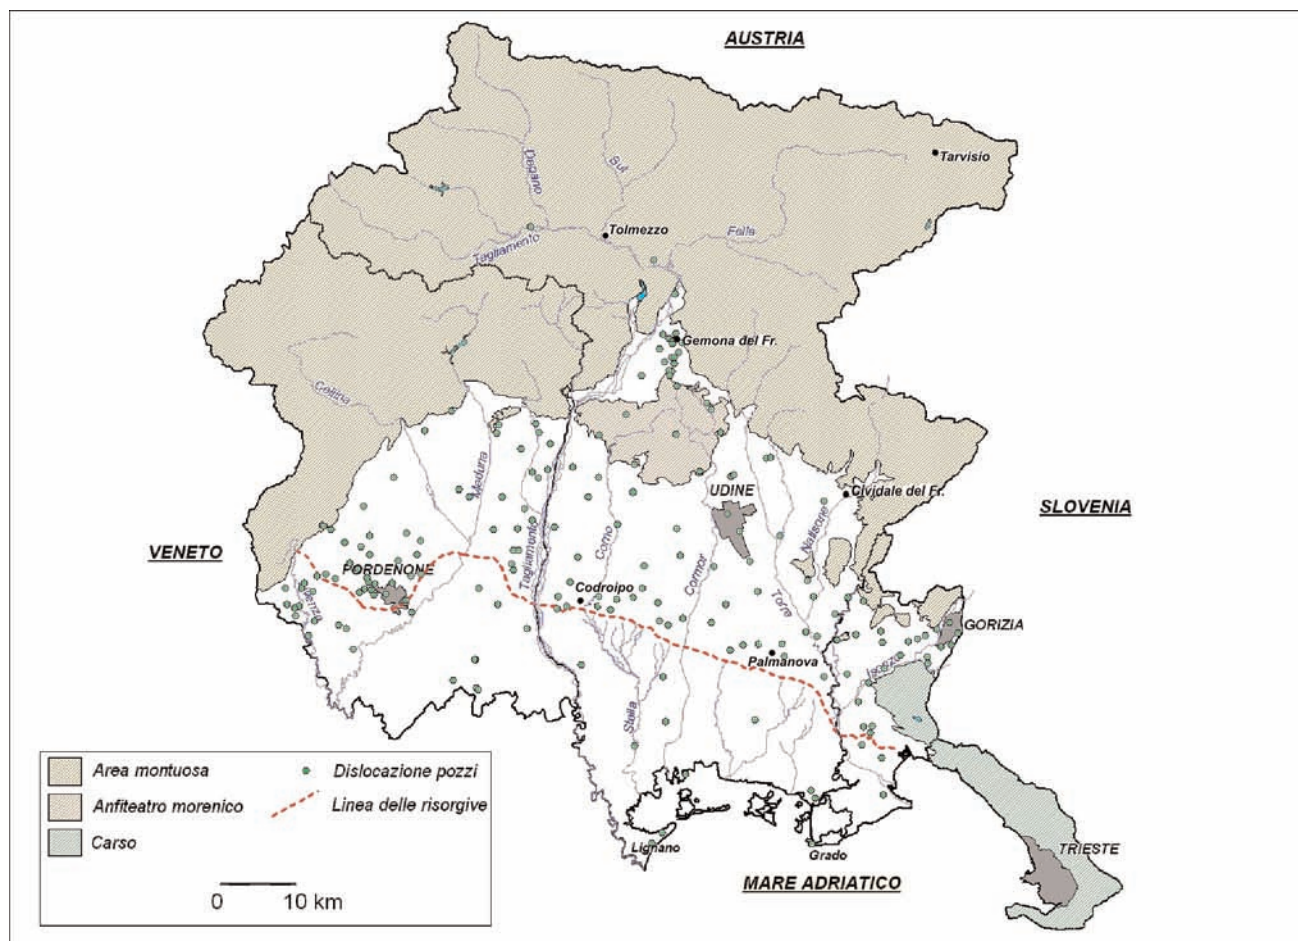 AUSTRIA
Tarvisio
Degano
But
Tolmezzo
Fella
Tagliamento
Gemona del Fr.
Cellina
Meduna
UDINE
Cividale del Fr.
SLOVENIA
VENETO
Tagliamento
Corno
Cormor
Natisone
PORDENONE
Livenza
Codroipo
Torre
GORIZIA
Isonzo
Palmanova
Stella
Area montuosa
Dislocazione pozzi
Anfiteatro morenico
Linea delle risorgive
Carso
Lignano
Grado
TRIESTE
MARE ADRIATICO
0 10 km